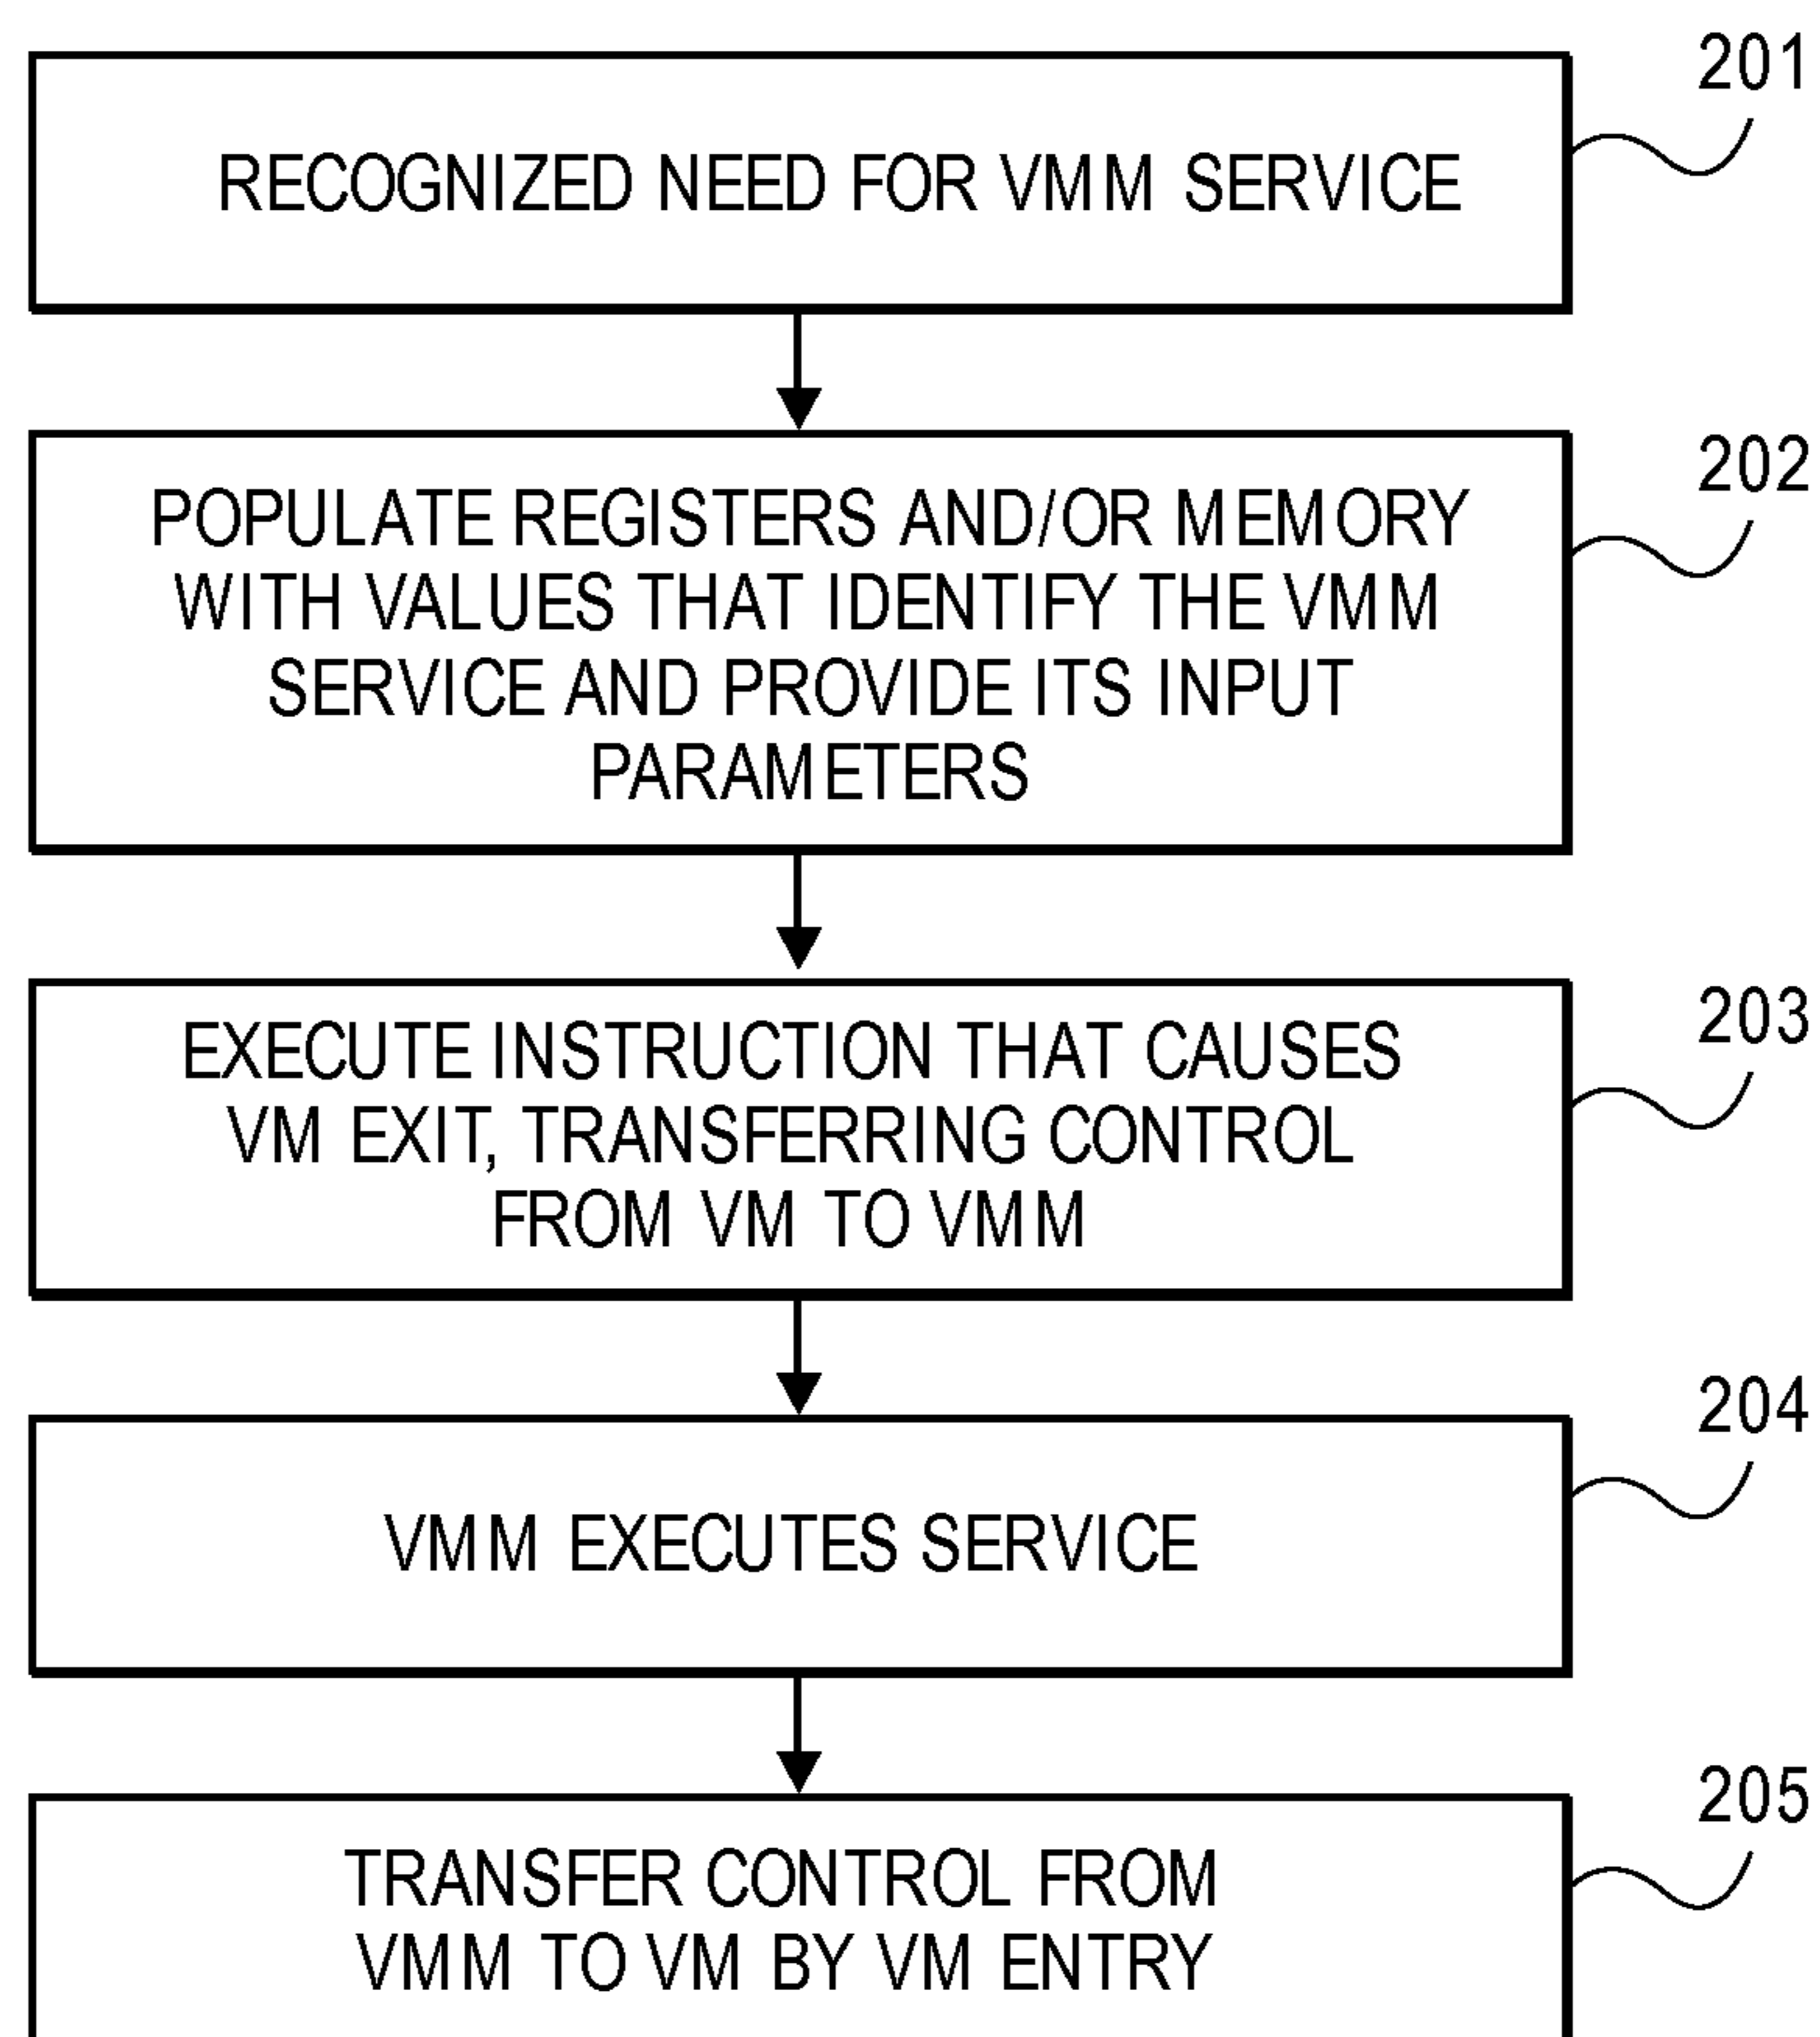 201
RECOGNIZED NEED FOR VMM SERVICE
202
POPULATE REGISTERS AND/OR MEMORY
WITH VALUES THAT IDENTIFY THE VMM
SERVICE AND PROVIDE ITS INPUT
PARAMETERS
203
EXECUTE INSTRUCTION THAT CAUSES
VM EXIT, TRANSFERRING CONTROL
FROM VM TO VMM
204
VMM EXECUTES SERVICE
205
TRANSFER CONTROL FROM
VMM TO VM BY VM ENTRY